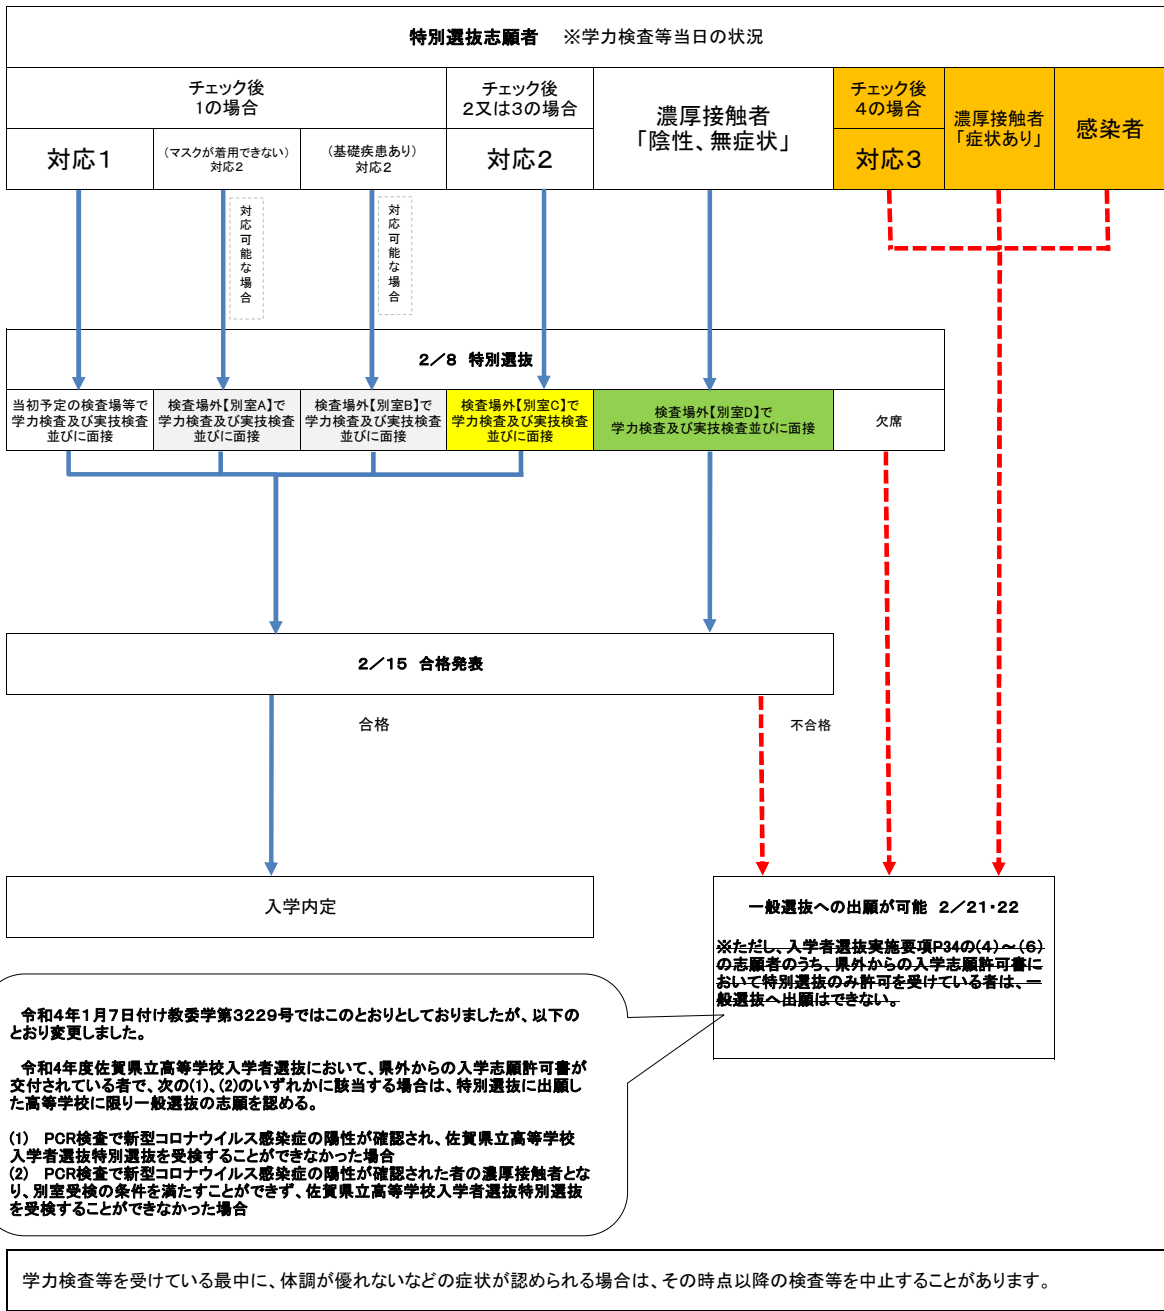 特別選抜志願者　※学力検査等当日の状況
チェック後
1の場合
チェック後
2又は3の場合
濃厚接触者
「陰性、無症状」
チェック後
4の場合
濃厚接触者
「症状あり」
感染者
対応1
(マスクが着用できない)
対応2
(基礎疾患あり)
対応2
対応2
対応3
対応可能な場合
対応可能な場合
2／8 特別選抜
当初予定の検査場等で
学力検査及び実技検査
並びに面接
検査場外【別室A】で
学力検査及び実技検査
並びに面接
検査場外【別室B】で
学力検査及び実技検査
並びに面接
検査場外【別室C】で
学力検査及び実技検査
並びに面接
検査場外【別室D】で
学力検査及び実技検査並びに面接
欠席
2／15 合格発表
合格
不合格
入学内定
一般選抜への出願が可能 2／21・22
※ただし、入学者選抜実施要項P34の(4)～(6)
の志願者のうち、県外からの入学志願許可書に
おいて特別選抜のみ許可を受けている者は、一
般選抜へ出願はできない。
令和4年1月7日付け教委学第3229号ではこのとおりとしておりましたが、以下の
とおり変更しました。
令和4年度佐賀県立高等学校入学者選抜において、県外からの入学志願許可書が
交付されている者で、次の(1)、(2)のいずれかに該当する場合は、特別選抜に出願し
た高等学校に限り一般選抜の志願を認める。
(1)　PCR検査で新型コロナウイルス感染症の陽性が確認され、佐賀県立高等学校
入学者選抜特別選抜を受検することができなかった場合
(2)　PCR検査で新型コロナウイルス感染症の陽性が確認された者の濃厚接触者とな
り、別室受検の条件を満たすことができず、佐賀県立高等学校入学者選抜特別選抜
を受検することができなかった場合
学力検査等を受けている最中に、体調が優れないなどの症状が認められる場合は、その時点以降の検査等を中止することがあります。